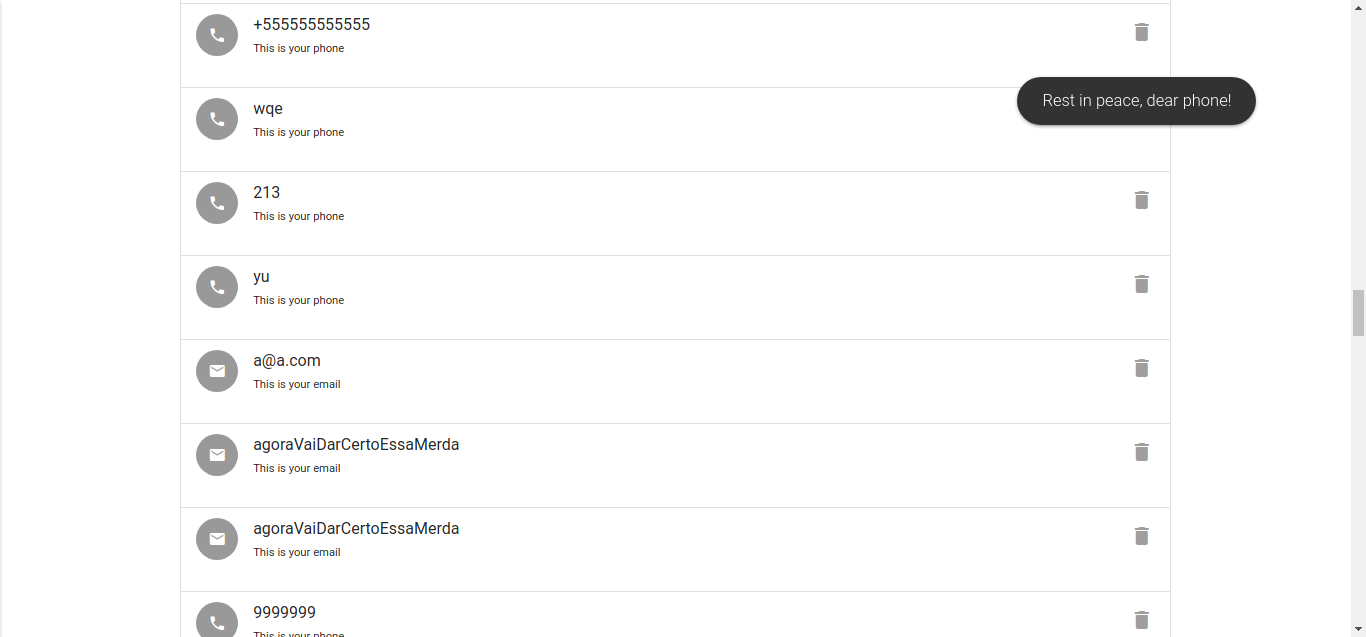 +555555555555
This is your phone
Rest in peace, dear phone!
wqe
This is your phone
213
This is your phone
yu
This is your phone
a@a.com
This is your email
agoraVaiDarCertoEssaMerda
This is your email
agoraVaiDarCertoEssaMerda
This is your email
9999999
This is your phone